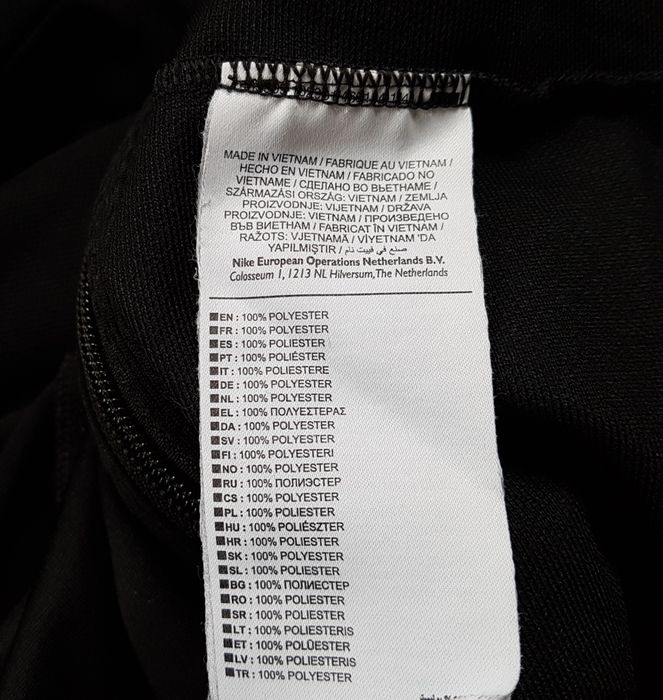 MADE IN VIETNAM / FABRIQUE AU VIETNAM /
HECHO EN VIETNAM / FABRICADO NO
VIETNAME / СДЕЛАНО ВО ВЬЕТНАМЕ /
SZÁRMAZÁSI ORSZÁG: VIETNAM / ZEMLJA
PROIZVODNJE: VIJETNAM / DRŽAVA
PROIZVODNJE: VIETNAM / ПРОИЗВЕДЕНО
ВЪВ ВИЕТНАМ / FABRICAT ÎN VIETNAM /
RAŽOTS: VJETNAMĀ / VİYETNAM 'DA
YAPILMIŞTIR / صنع في فييت نام
Nike European Operations Netherlands B.V.
Colosseum 1, 1213 NL Hilversum, The Netherlands
EN : 100% POLYESTER
FR : 100% POLYESTER
ES : 100% POLIESTER
PT : 100% POLIÉSTER
IT : 100% POLIESTERE
DE : 100% POLYESTER
NL : 100% POLYESTER
EL : 100% ΠΟΛΥΕΣΤΕΡΑΣ
DA : 100% POLYESTER
SV : 100% POLYESTER
FI : 100% POLYESTERI
NO : 100% POLYESTER
RU : 100% ПОЛИЭСТЕР
CS : 100% POLYESTER
PL : 100% POLIESTER
HU : 100% POLIÉSZTER
HR : 100% POLIESTER
SK : 100% POLYESTER
SL : 100% POLIESTER
BG : 100% ПОЛИЕСТЕР
RO : 100% POLIESTER
SR : 100% POLIESTER
LT : 100% POLIESTERIS
ET : 100% POLÜESTER
LV : 100% POLIESTERIS
TR : 100% POLYESTER